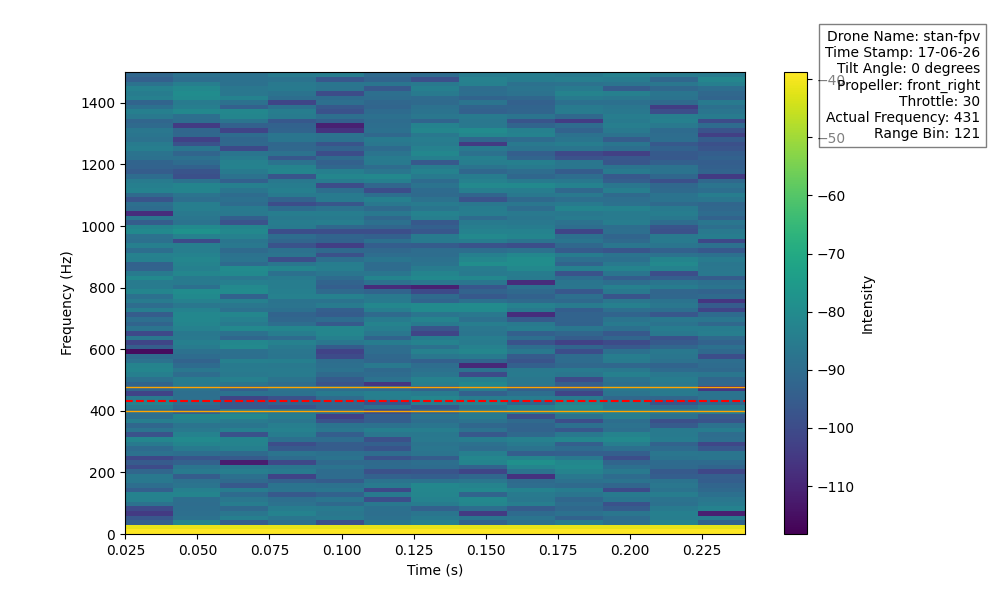 Drone Name: stan-fpv
Time Stamp: 17-06-26
Tilt Angle: 0 degrees
Propeller: front_right
Throttle: 30
Actual Frequency: 431
Range Bin: 121
Frequency (Hz)
1400
1200
1000
800
600
400
200
0
0.025
0.050
0.075
0.100
0.125
0.150
0.175
0.200
0.225
Time (s)
−40
−50
−60
−70
−80
−90
−100
−110
Intensity